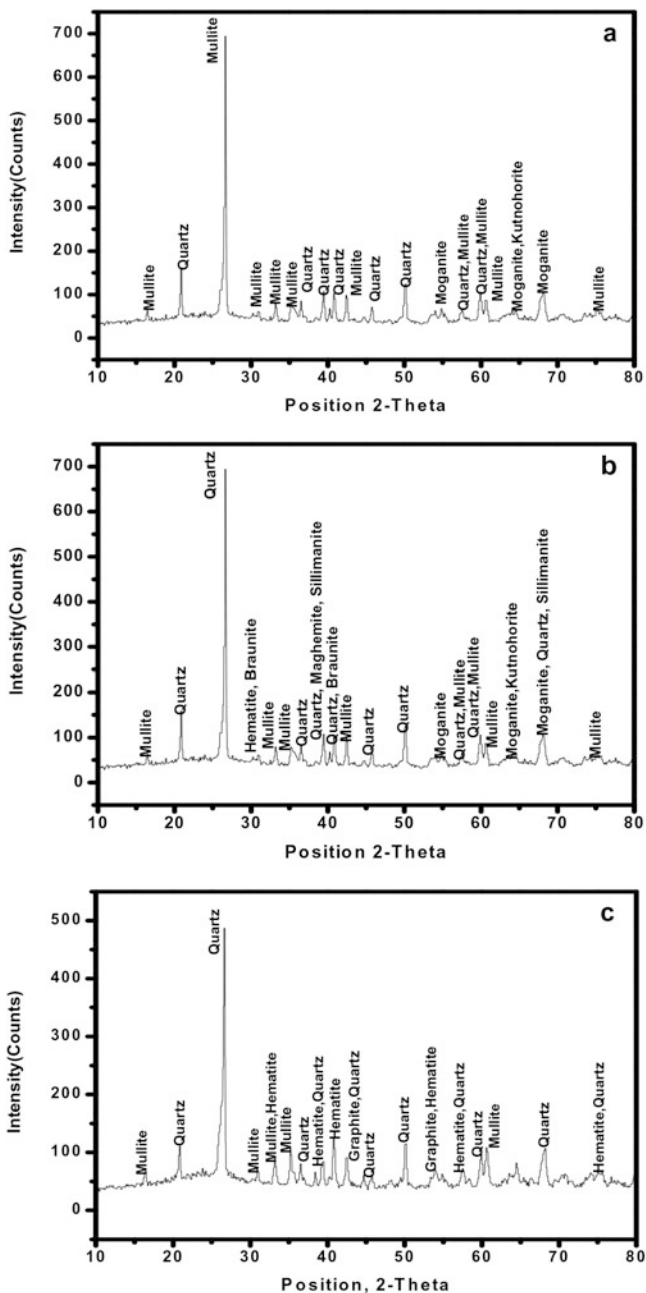 a
Intensity(Counts)
700
600
500
400
300
200
100
0
Mullite
Quartz
Mullite
Mullite
Mullite
Mullite
Quartz
Quartz
Quartz
Mullite
Quartz
Quartz
Moganite
Quartz,Mullite
Quartz,Mullite
Mullite
Moganite,Kutnohorite
Moganite
Mullite
10 20 30 40 50 60 70 80
Position 2-Theta
b
Intensity(Counts)
700
600
500
400
300
200
100
0
Mullite
Quartz
Quartz
Hematite, Braunite
Mullite
Mullite
Quartz
Quartz, Maghemite, Sillimanite
Quartz, Braunite
Mullite
Quartz
Quartz
Moganite
Quartz,Mullite
Quartz,Mullite
Mullite
Moganite,Kutnohorite
Moganite, Quartz, Sillimanite
Mullite
10 20 30 40 50 60 70 80
Position 2-Theta
c
Intensity(Counts)
500
400
300
200
100
0
Mullite
Quartz
Quartz
Mullite
Mullite,Hematite
Mullite
Quartz
Hematite,Quartz
Hematite
Graphite,Quartz
Quartz
Quartz
Graphite,Hematite
Hematite,Quartz
Quartz
Mullite
Quartz
Hematite,Quartz
10 20 30 40 50 60 70 80
Position, 2-Theta